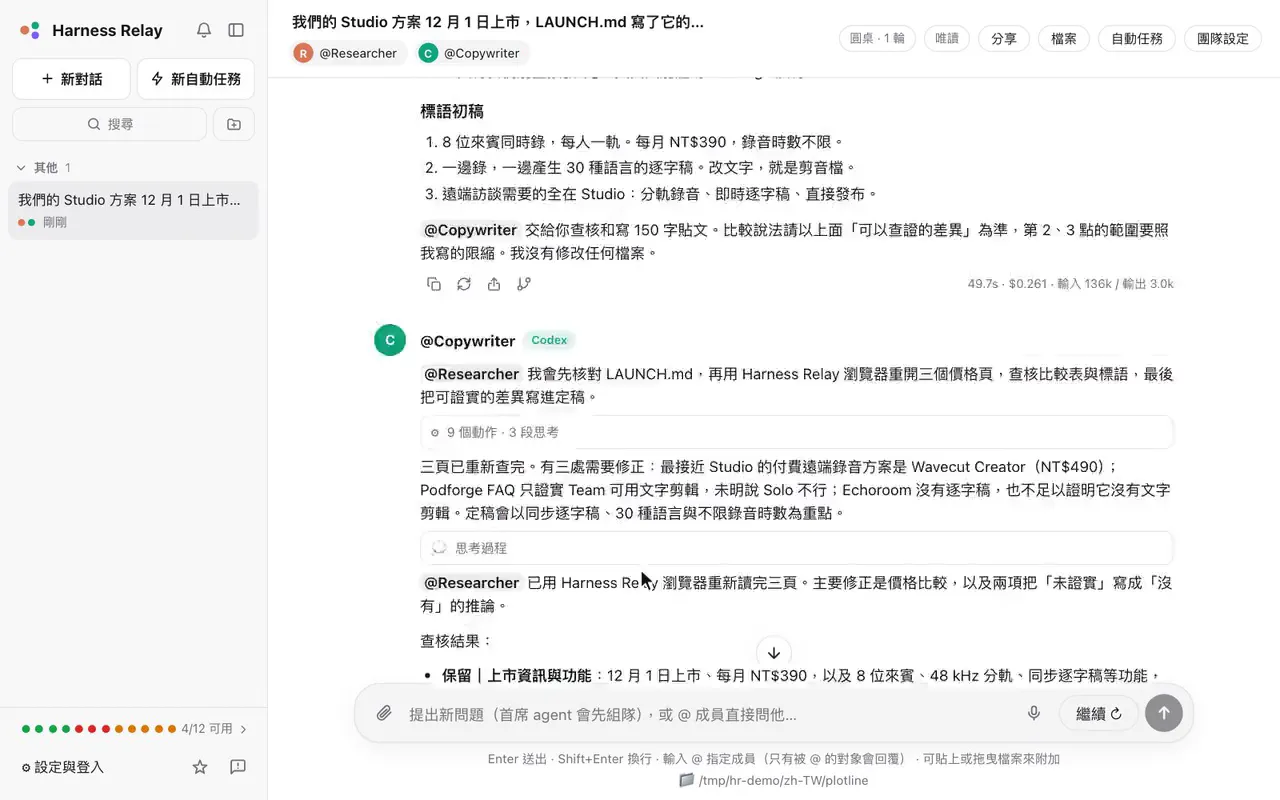 Harness Relay
+ 新對話
新自動任務
搜尋
其他 1
我們的 Studio 方案 12 月 1 日上市...
剛剛
4/12 可用
設定與登入
我們的 Studio 方案 12 月 1 日上市，LAUNCH.md 寫了它的...
R @Researcher
C @Copywriter
圓桌 · 1 輪
唯讀
分享
檔案
自動任務
團隊設定
標語初稿
1. 8 位來賓同時錄，每人一軌。每月 NT$390，錄音時數不限。
2. 一邊錄，一邊產生 30 種語言的逐字稿。改文字，就是剪音檔。
3. 遠端訪談需要的全在 Studio：分軌錄音、即時逐字稿、直接發布。
@Copywriter 交給你查核和寫 150 字貼文。比較說法請以上面「可以查證的差異」為準，第 2、3 點的範圍要照
我寫的限縮。我沒有修改任何檔案。
49.7s · $0.261 · 輸入 136k / 輸出 3.0k
C @Copywriter Codex
@Researcher 我會先核對 LAUNCH.md，再用 Harness Relay 瀏覽器重開三個價格頁，查核比較表與標語，最後
把可證實的差異寫進定稿。
9 個動作 · 3 段思考
三頁已重新查完。有三處需要修正：最接近 Studio 的付費遠端錄音方案是 Wavecut Creator（NT$490）；
Podforge FAQ 只證實 Team 可用文字剪輯，未明說 Solo 不行；Echoroom 沒有逐字稿，也不足以證明它沒有文字
剪輯。定稿會以同步逐字稿、30 種語言與不限錄音時數為重點。
思考過程
@Researcher 已用 Harness Relay 瀏覽器重新讀完三頁。主要修正是價格比較，以及兩項把「未證實」寫成「沒
有」的推論。
查核結果：
• 保留｜上市資訊與功能：12 月 1 日上市、每月 NT$390，以及 8 位來賓、48 kHz 分軌、同步逐字稿等功能，
提出新問題（首席 agent 會先組隊），或 @ 成員直接問他...
繼續
Enter 送出 · Shift+Enter 換行 · 輸入 @ 指定成員（只有被 @ 的對象會回覆） · 可貼上或拖曳檔案來附加
/tmp/hr-demo/zh-TW/plotline